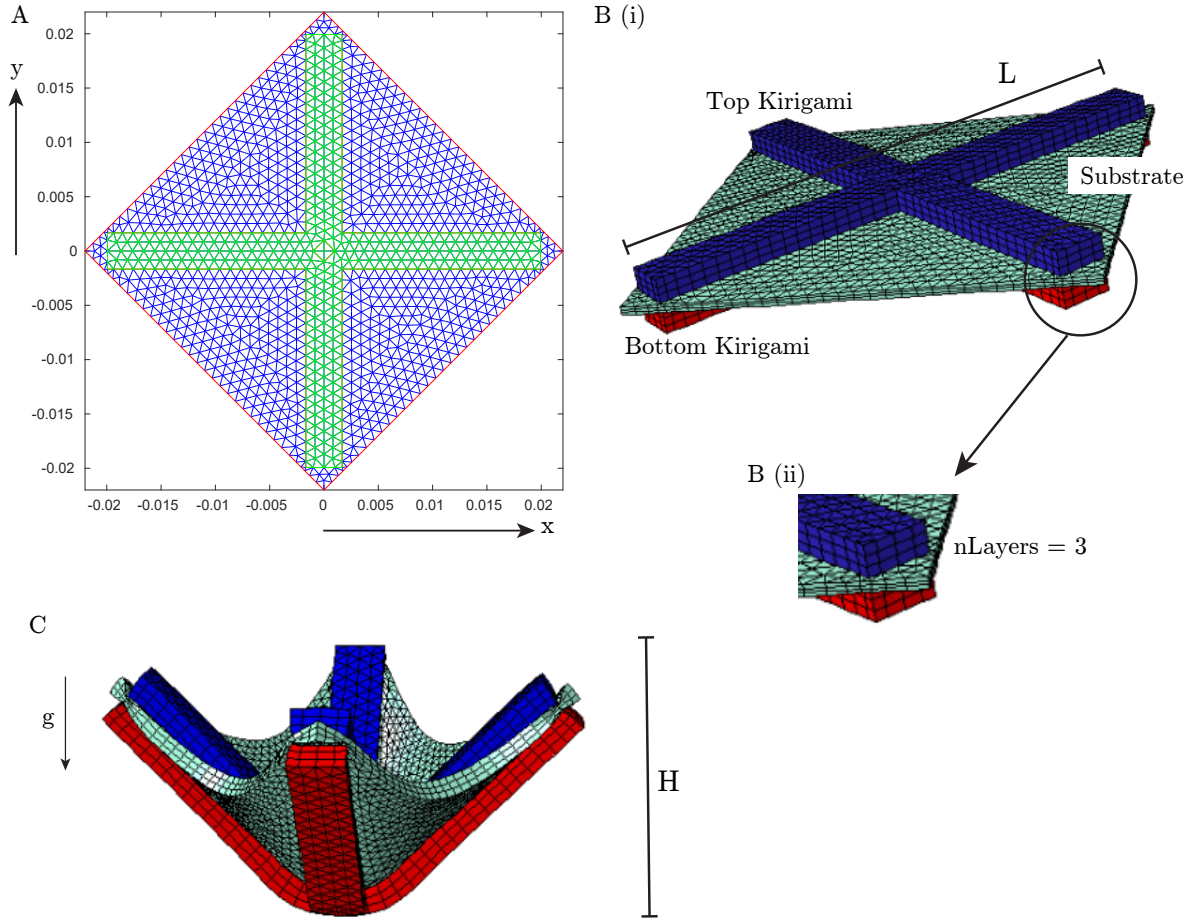 A
y
0.02
0.015
0.01
0.005
0
-0.005
-0.01
-0.015
-0.02
-0.02
-0.015
-0.01
-0.005
0
0.005
0.01
0.015
0.02
x
B (i)
L
Top Kirigami
Substrate
Bottom Kirigami
B (ii)
nLayers = 3
C
g
H